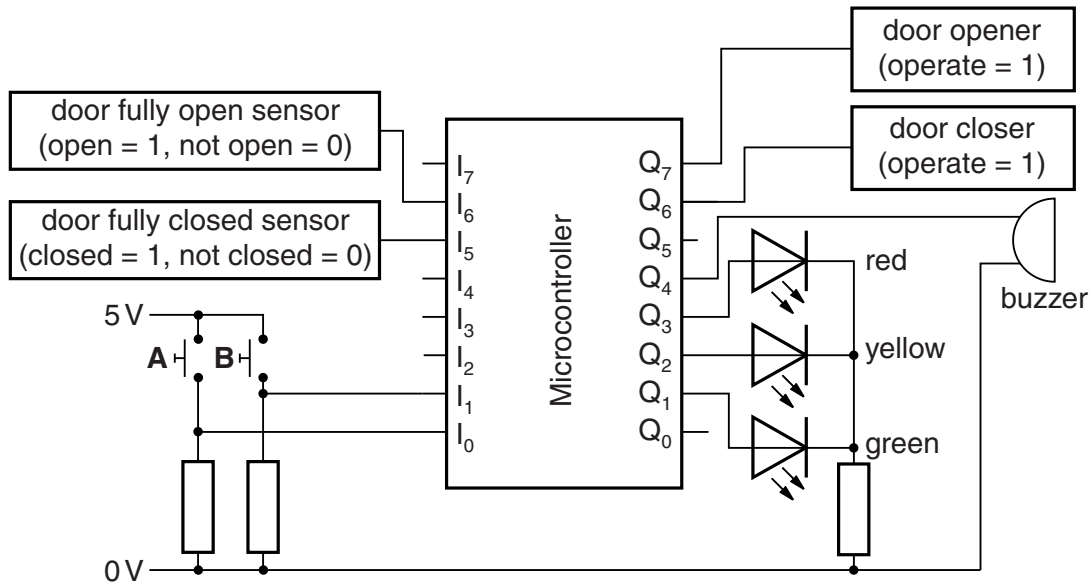 door opener
(operate = 1)
door fully open sensor
(open = 1, not open = 0)
door closer
(operate = 1)
door fully closed sensor
(closed = 1, not closed = 0)
I₇
I₆
I₅
I₄
I₃
I₂
I₁
I₀
Microcontroller
Q₇
Q₆
Q₅
Q₄
Q₃
Q₂
Q₁
Q₀
red
buzzer
yellow
green
5 V
A B
0 V